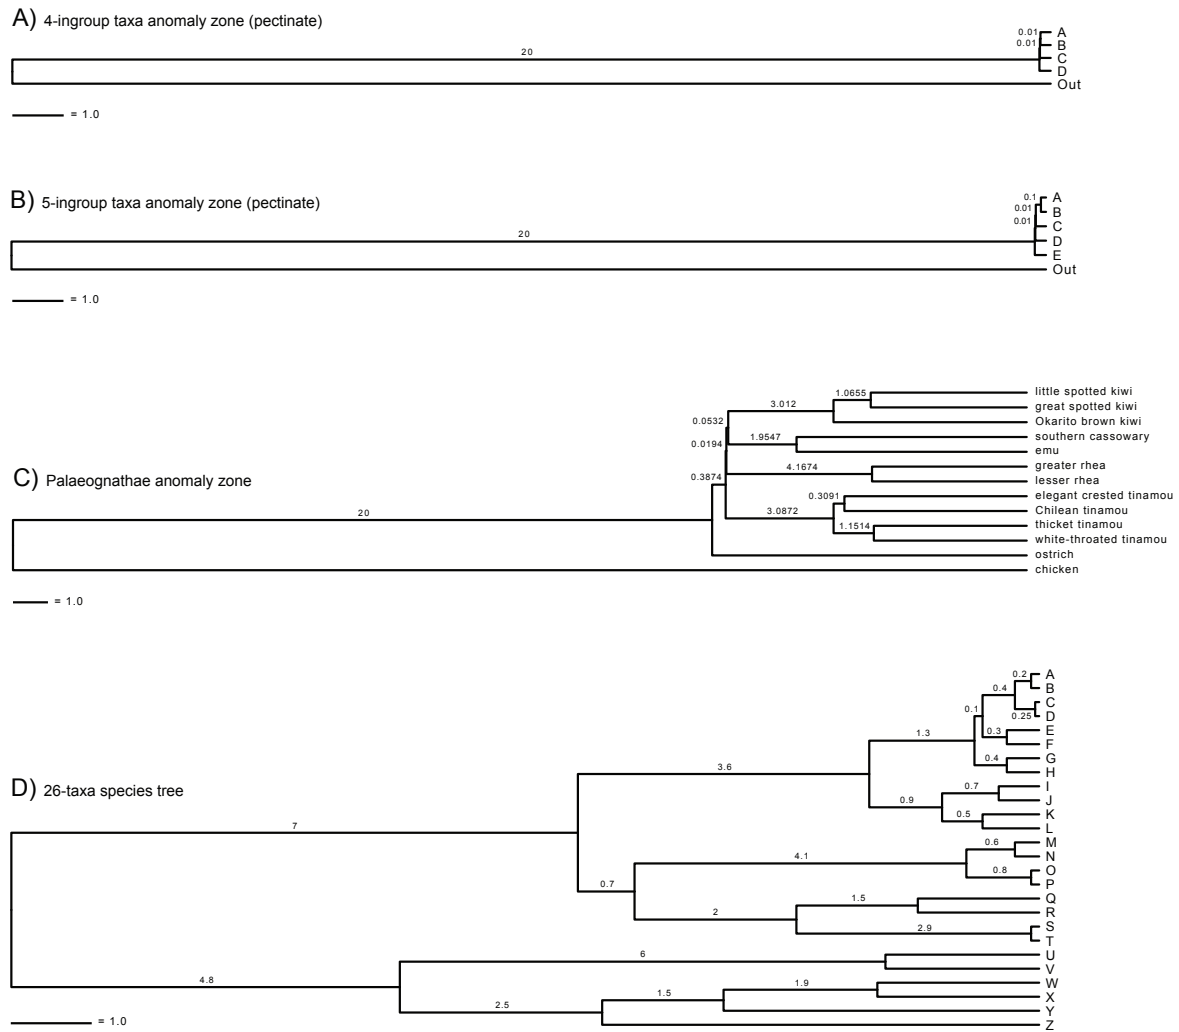 A) 4-ingroup taxa anomaly zone (pectinate)
0.01
A
0.01
B
20
C
D
Out
= 1.0
B) 5-ingroup taxa anomaly zone (pectinate)
0.1
A
0.01
B
0.01
C
20
D
E
Out
= 1.0
C) Palaeognathae anomaly zone
1.0655
little spotted kiwi
3.012
great spotted kiwi
0.0532
Okarito brown kiwi
1.9547
southern cassowary
0.0194
emu
4.1674
greater rhea
0.3874
lesser rhea
0.3091
elegant crested tinamou
3.0872
Chilean tinamou
20
1.1514
thicket tinamou
white-throated tinamou
ostrich
chicken
= 1.0
D) 26-taxa species tree
0.2
A
0.4
B
C
0.1
0.25
D
1.3
0.3
E
F
0.4
G
3.6
H
0.7
I
0.9
J
0.5
K
7
L
0.6
M
4.1
N
0.8
O
0.7
P
1.5
Q
2
R
2.9
S
T
6
U
V
4.8
1.9
W
1.5
X
2.5
Y
Z
= 1.0